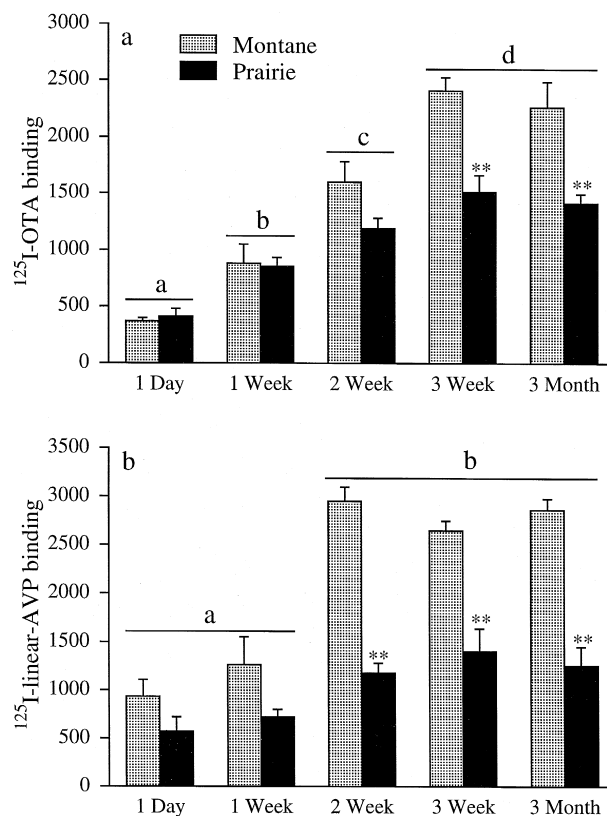 a
Montane
Prairie
3000
2500
2000
1500
1000
500
0
¹²⁵I-OTA binding
a
b
c
d
**
**
1 Day 1 Week 2 Week 3 Week 3 Month
b
3500
3000
2500
2000
1500
1000
500
0
¹²⁵I-linear-AVP binding
a
b
**
**
**
1 Day 1 Week 2 Week 3 Week 3 Month